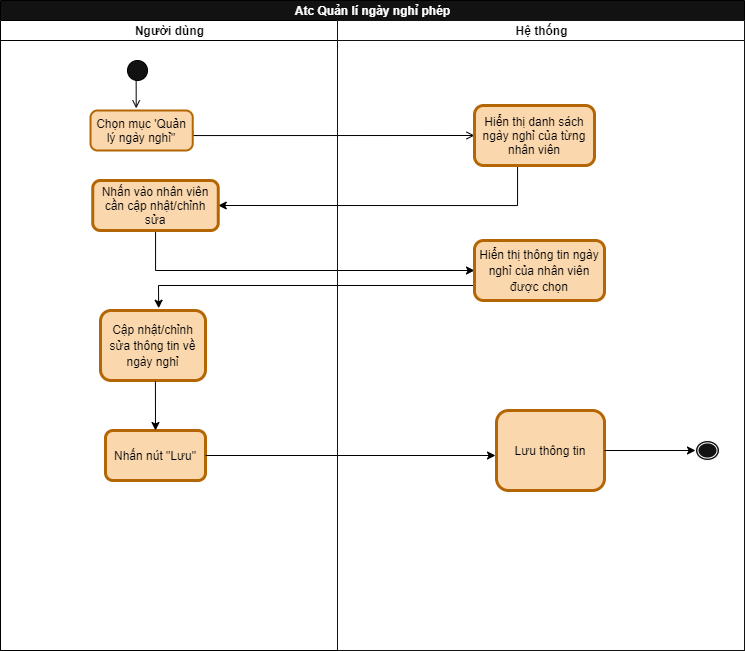 Atc Quản lí ngày nghỉ phép
Người dùng
Hệ thống
Chọn mục 'Quản
lý ngày nghỉ"
Hiển thị danh sách
ngày nghỉ của từng
nhân viên
Nhấn vào nhân viên
cần cập nhật/chỉnh
sửa
Hiển thị thông tin ngày
nghỉ của nhân viên
được chọn
Cập nhật/chỉnh
sửa thông tin về
ngày nghỉ
Nhấn nút "Lưu"
Lưu thông tin